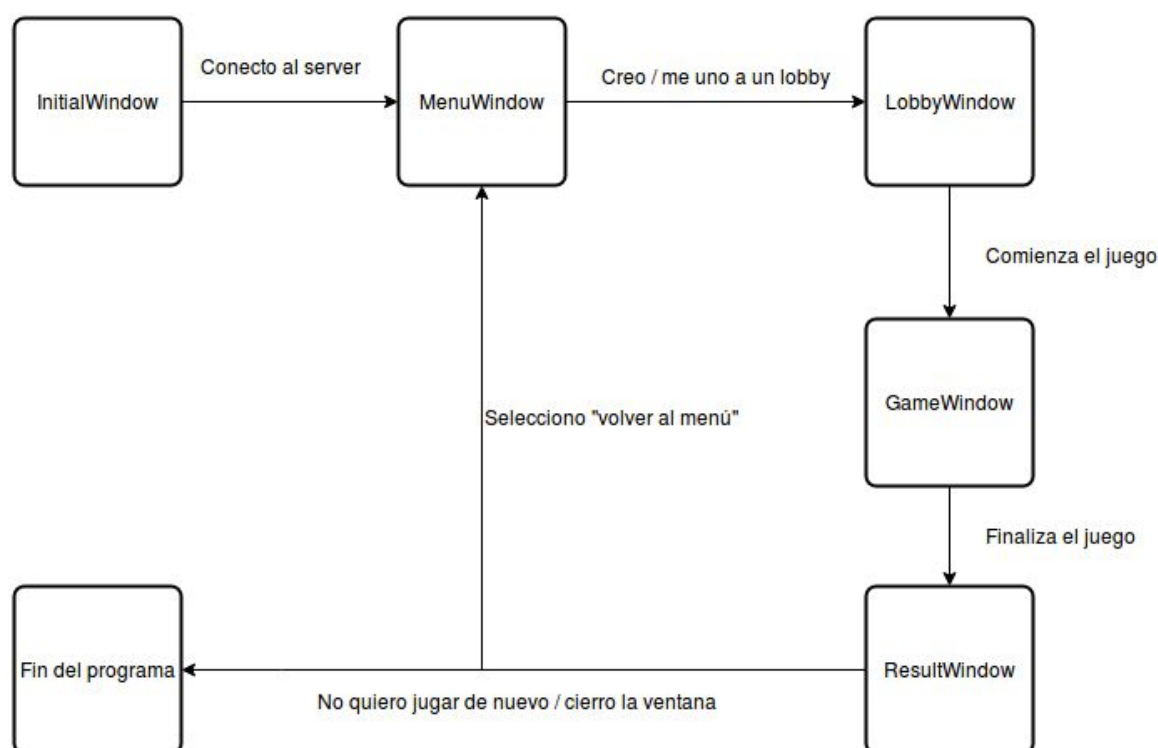 Conecto al server
Creo / me uno a un lobby
InitialWindow
MenuWindow
LobbyWindow
Comienza el juego
GameWindow
Selecciono "volver al menú"
Finaliza el juego
Fin del programa
ResultWindow
No quiero jugar de nuevo / cierro la ventana